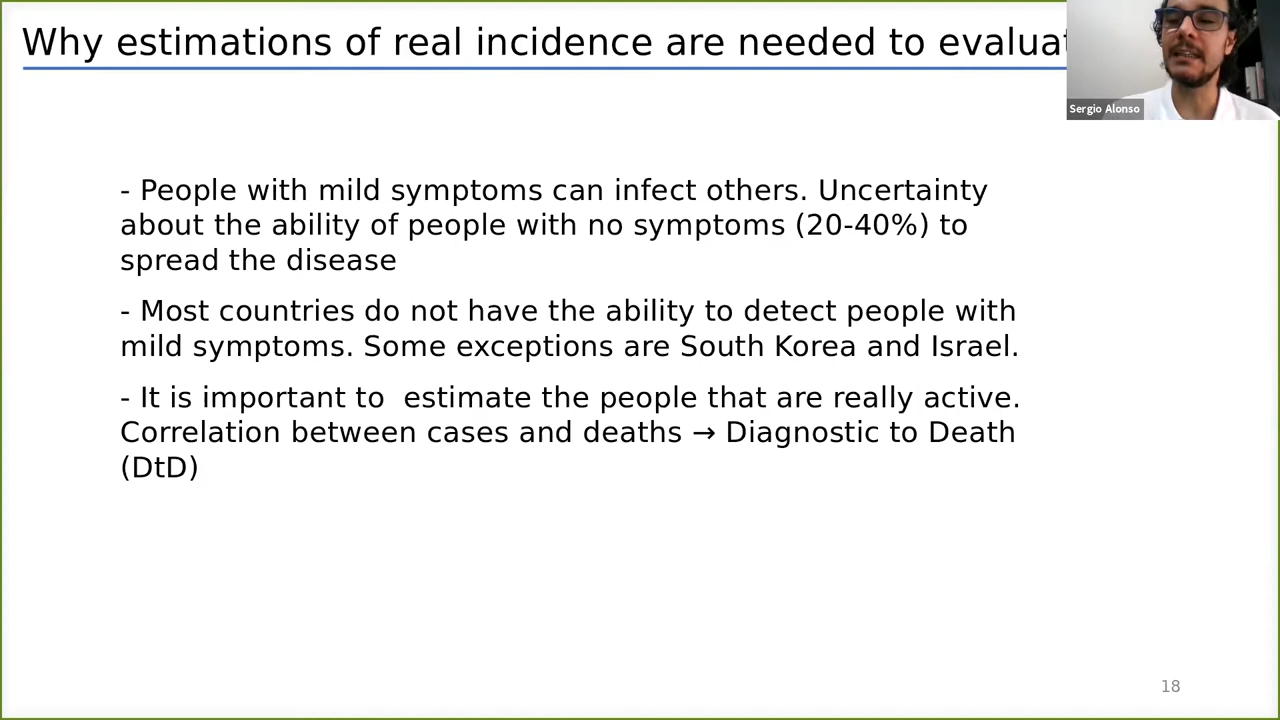 Why estimations of real incidence are needed to evalua
Sergio Alonso
- People with mild symptoms can infect others. Uncertainty
about the ability of people with no symptoms (20-40%) to
spread the disease
- Most countries do not have the ability to detect people with
mild symptoms. Some exceptions are South Korea and Israel.
- It is important to  estimate the people that are really active.
Correlation between cases and deaths → Diagnostic to Death
(DtD)
18